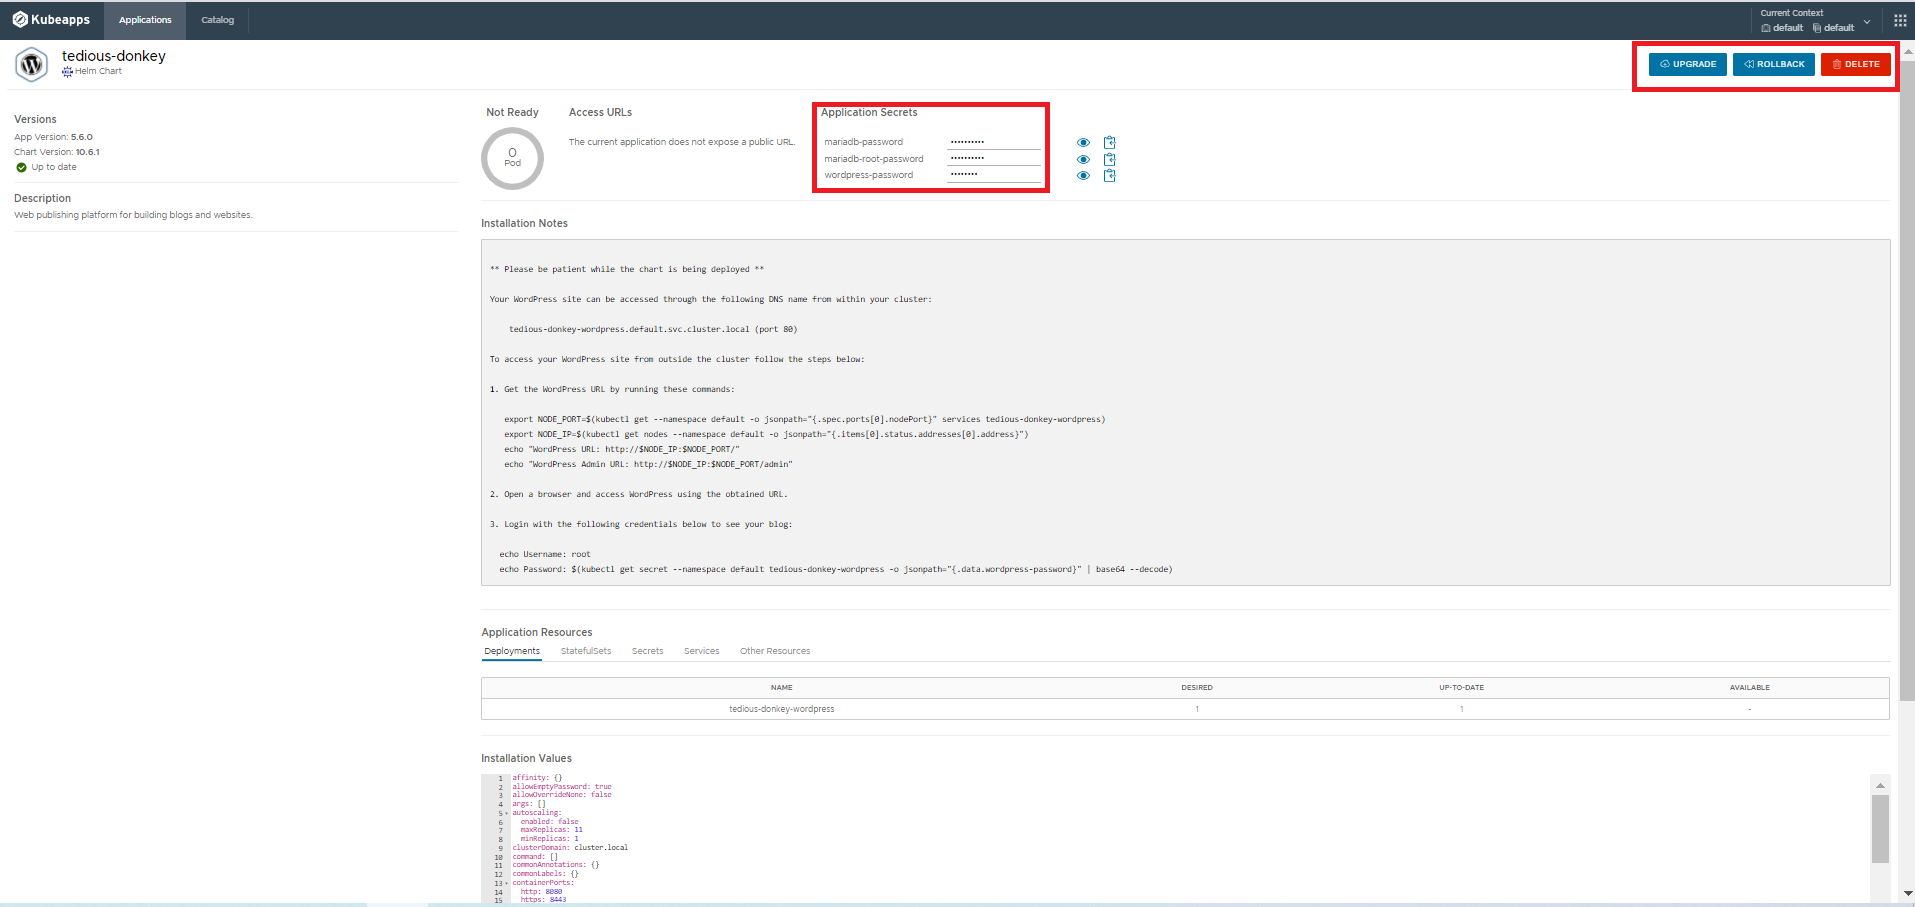 Kubeapps Applications Catalog
Current Context
default default
tedious-donkey
Helm Chart
UPGRADE ROLLBACK DELETE
Versions
App Version: 5.6.0
Chart Version: 10.6.1
Up to date
Description
Web publishing platform for building blogs and websites.
Not Ready
0
Pod
Access URLs
The current application does not expose a public URL.
Application Secrets
mariadb-password ••••••••••
mariadb-root-password ••••••••••
wordpress-password ••••••••
Installation Notes
** Please be patient while the chart is being deployed **
Your WordPress site can be accessed through the following DNS name from within your cluster:
tedious-donkey-wordpress.default.svc.cluster.local (port 80)
To access your WordPress site from outside the cluster follow the steps below:
1. Get the WordPress URL by running these commands:
export NODE_PORT=$(kubectl get --namespace default -o jsonpath="{.spec.ports[0].nodePort}" services tedious-donkey-wordpress)
export NODE_IP=$(kubectl get nodes --namespace default -o jsonpath="{.items[0].status.addresses[0].address}")
echo "WordPress URL: http://$NODE_IP:$NODE_PORT/"
echo "WordPress Admin URL: http://$NODE_IP:$NODE_PORT/admin"
2. Open a browser and access WordPress using the obtained URL.
3. Login with the following credentials below to see your blog:
echo Username: root
echo Password: $(kubectl get secret --namespace default tedious-donkey-wordpress -o jsonpath="{.data.wordpress-password}" | base64 --decode)
Application Resources
Deployments StatefulSets Secrets Services Other Resources
NAME DESIRED UP-TO-DATE AVAILABLE
tedious-donkey-wordpress 1 1 -
Installation Values
1 affinity: {}
2 allowEmptyPassword: true
3 allowOverrideNone: false
4 args: []
5 autoscaling:
6 enabled: false
7 maxReplicas: 11
8 minReplicas: 1
9 clusterDomain: cluster.local
10 command: []
11 commonAnnotations: {}
12 commonLabels: {}
13 containerPorts:
14 http: 8080
15 https: 8443